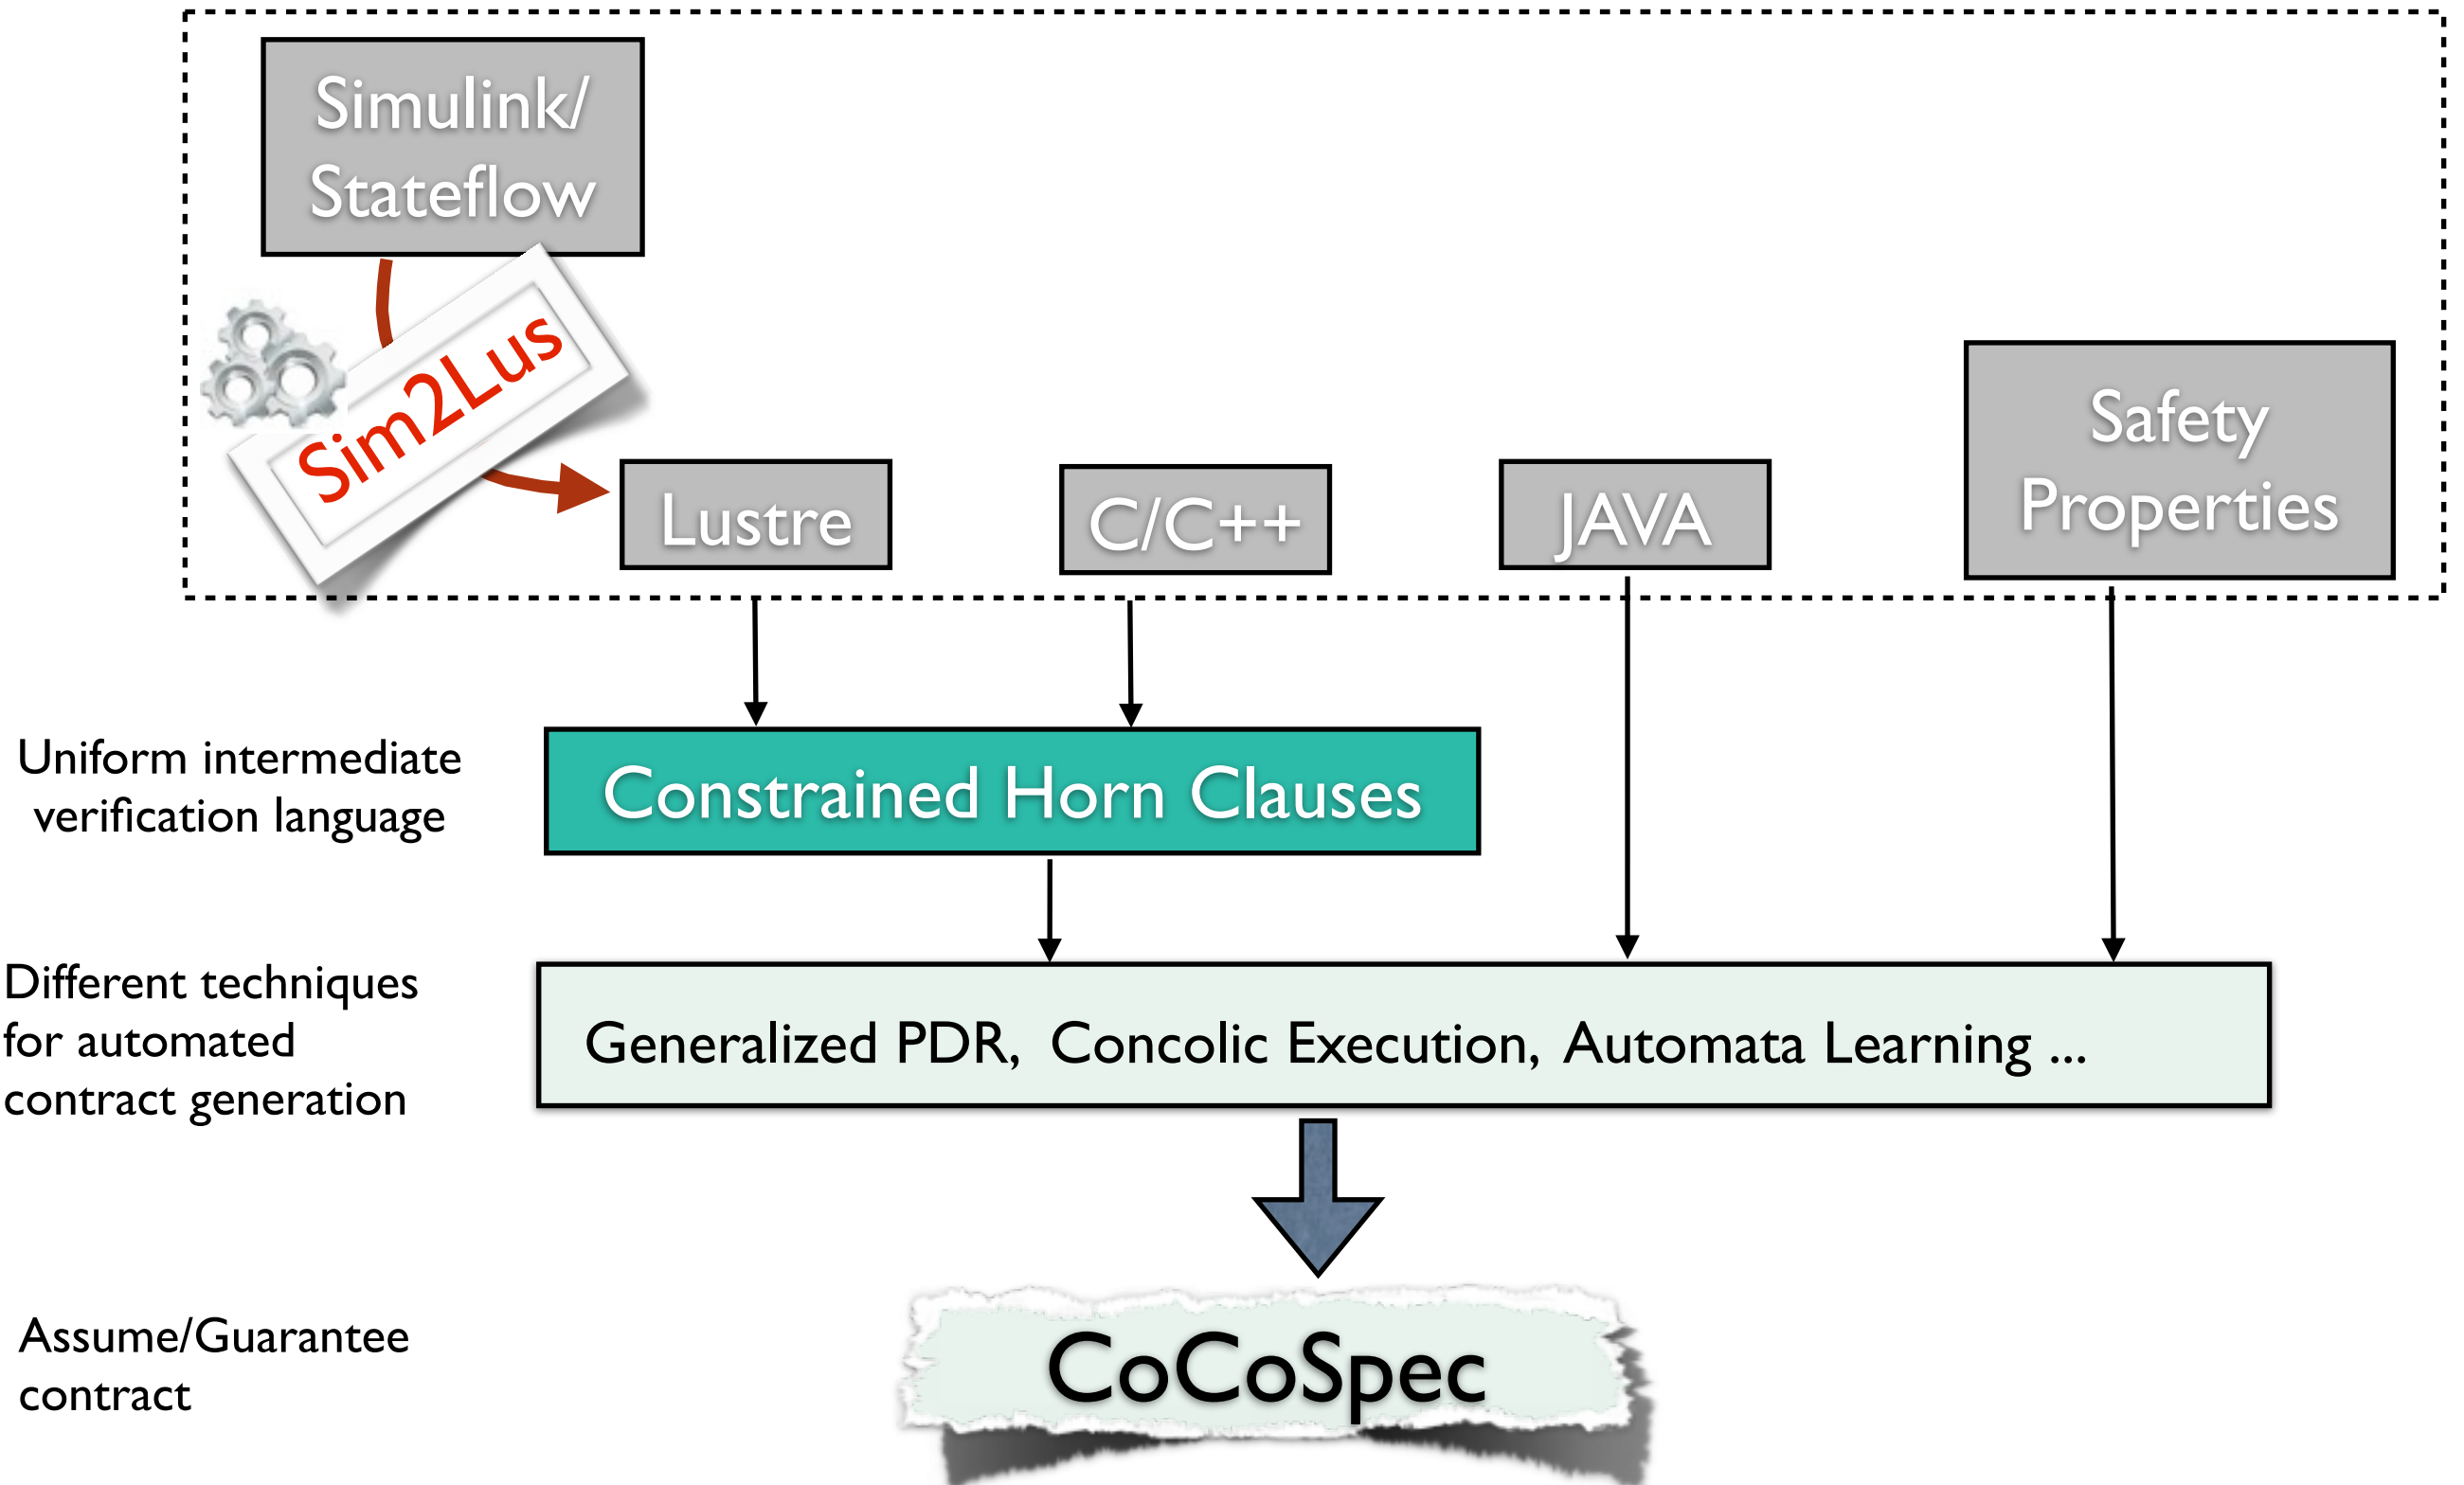 Simulink/
Stateflow
Sim2Lus
Lustre
C/C++
JAVA
Safety
Properties
Uniform intermediate
verification language
Constrained Horn Clauses
Different techniques
for automated
contract generation
Generalized PDR, Concolic Execution, Automata Learning ...
Assume/Guarantee
contract
CoCoSpec